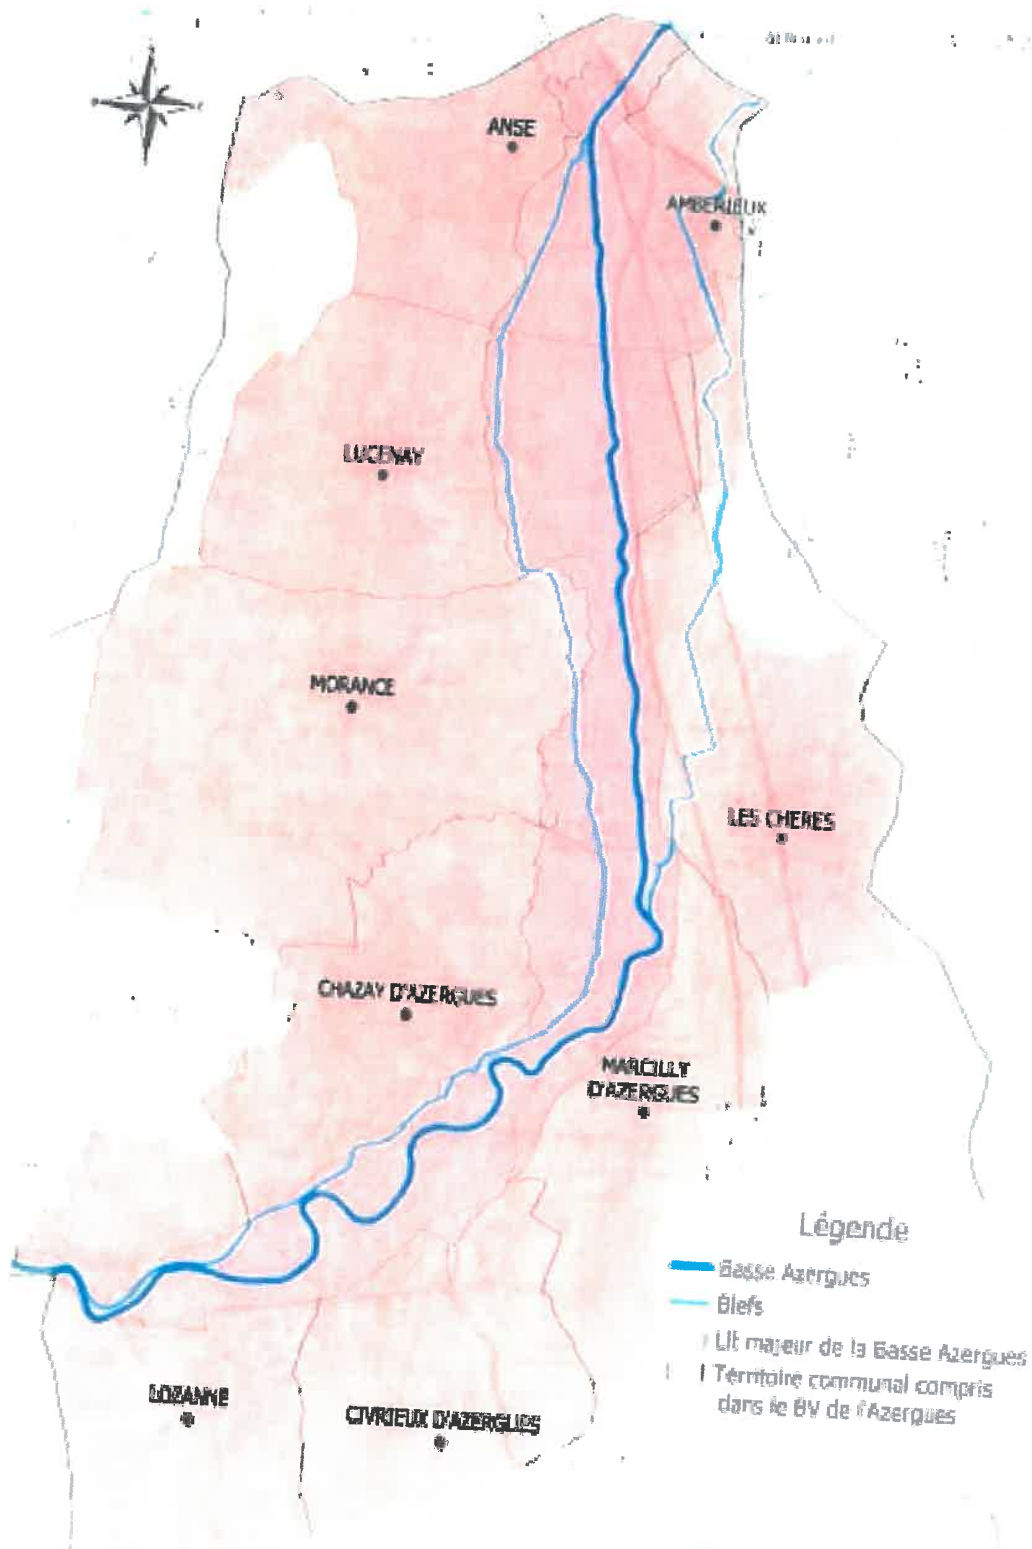 ANSE
AMBERIEUX
LUCENAY
MORANCE
LES CHERES
CHAZAY D'AZERGUES
MARCILLY
D'AZERGUES
LOZANNE
CIVRIEUX D'AZERGUES
Légende
Basse Azergues
Biefs
Lit majeur de la Basse Azergues
Territoire communal compris
dans le BV de l'Azergues